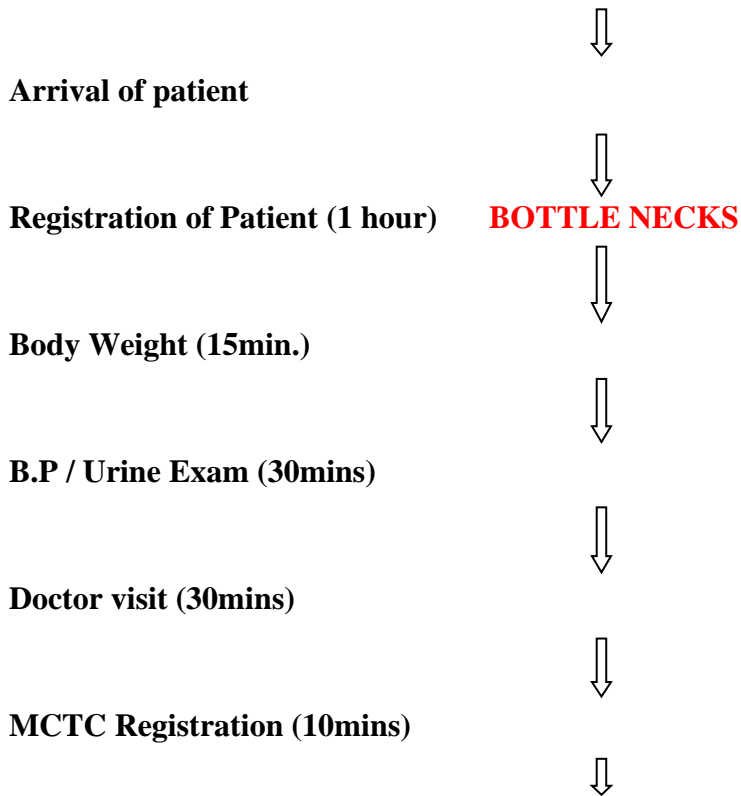 Arrival of patient
Registration of Patient (1 hour) BOTTLE NECKS
Body Weight (15min.)
B.P / Urine Exam (30mins)
Doctor visit (30mins)
MCTC Registration (10mins)